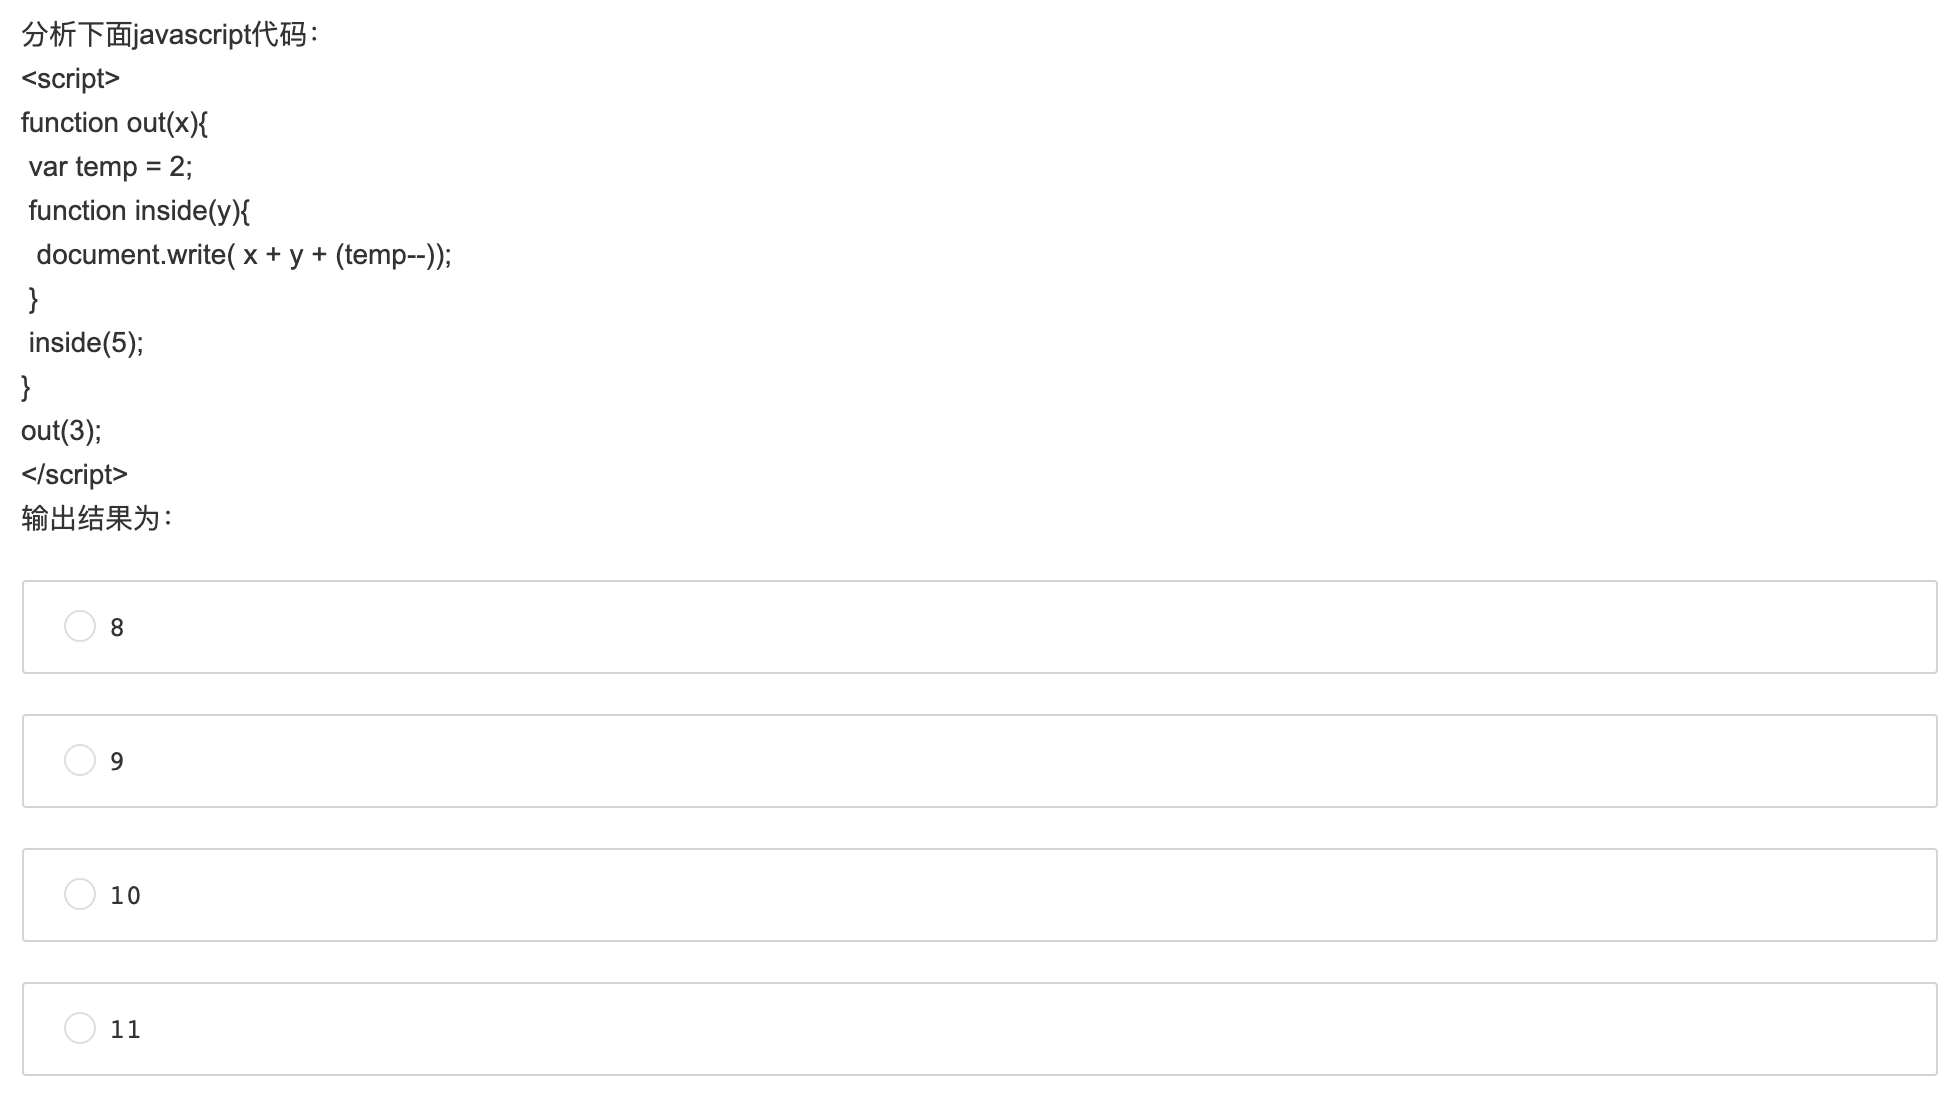 分析下面javascript代码：
<script>
function out(x){
 var temp = 2;
 function inside(y){
  document.write( x + y + (temp--));
 }
 inside(5);
}
out(3);
</script>
输出结果为：
8
9
10
11